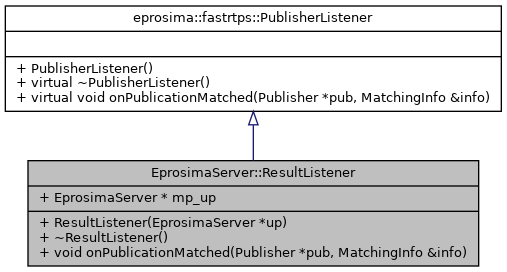 eprosima::fastrtps::PublisherListener
+ PublisherListener()
+ virtual ~PublisherListener()
+ virtual void onPublicationMatched(Publisher *pub, MatchingInfo &info)
EprosimaServer::ResultListener
+ EprosimaServer * mp_up
+ ResultListener(EprosimaServer *up)
+ ~ResultListener()
+ void onPublicationMatched(Publisher *pub, MatchingInfo &info)